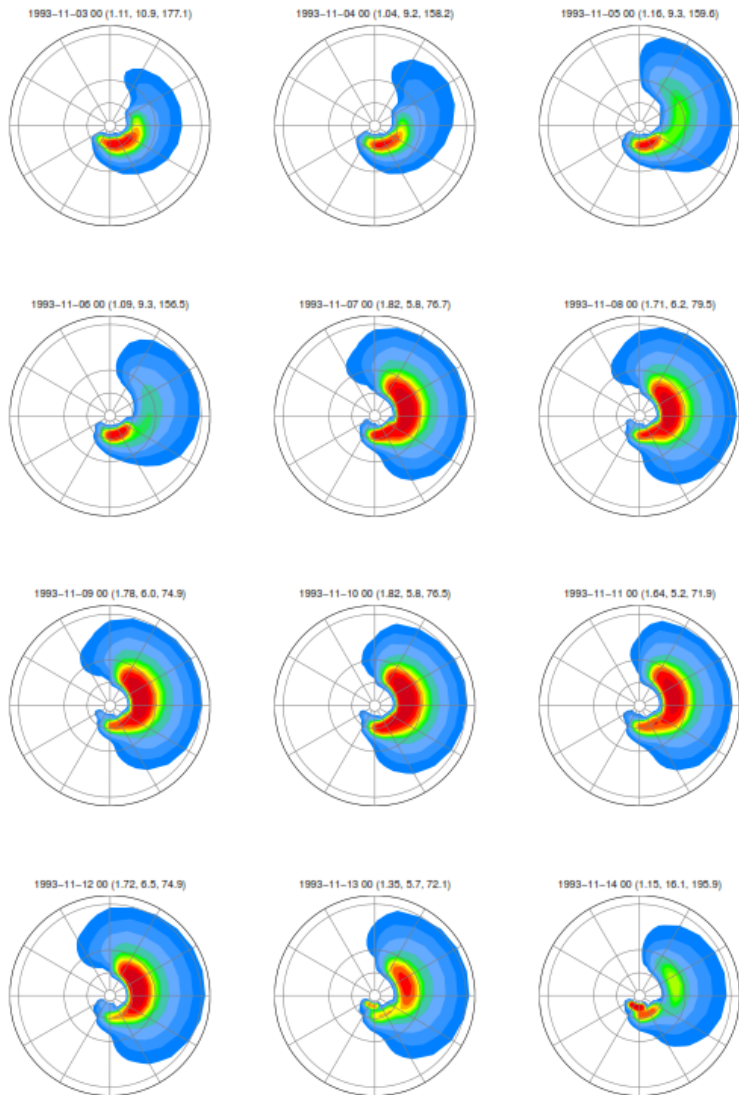 1993−11−03 00 (1.11, 10.9, 177.1)
1993−11−04 00 (1.04, 9.2, 158.2)
1993−11−05 00 (1.16, 9.3, 159.6)
1993−11−06 00 (1.09, 9.3, 156.5)
1993−11−07 00 (1.82, 5.8, 76.7)
1993−11−08 00 (1.71, 6.2, 79.5)
1993−11−09 00 (1.78, 6.0, 74.9)
1993−11−10 00 (1.82, 5.8, 76.5)
1993−11−11 00 (1.64, 5.2, 71.9)
1993−11−12 00 (1.72, 6.5, 74.9)
1993−11−13 00 (1.35, 5.7, 72.1)
1993−11−14 00 (1.15, 16.1, 195.9)